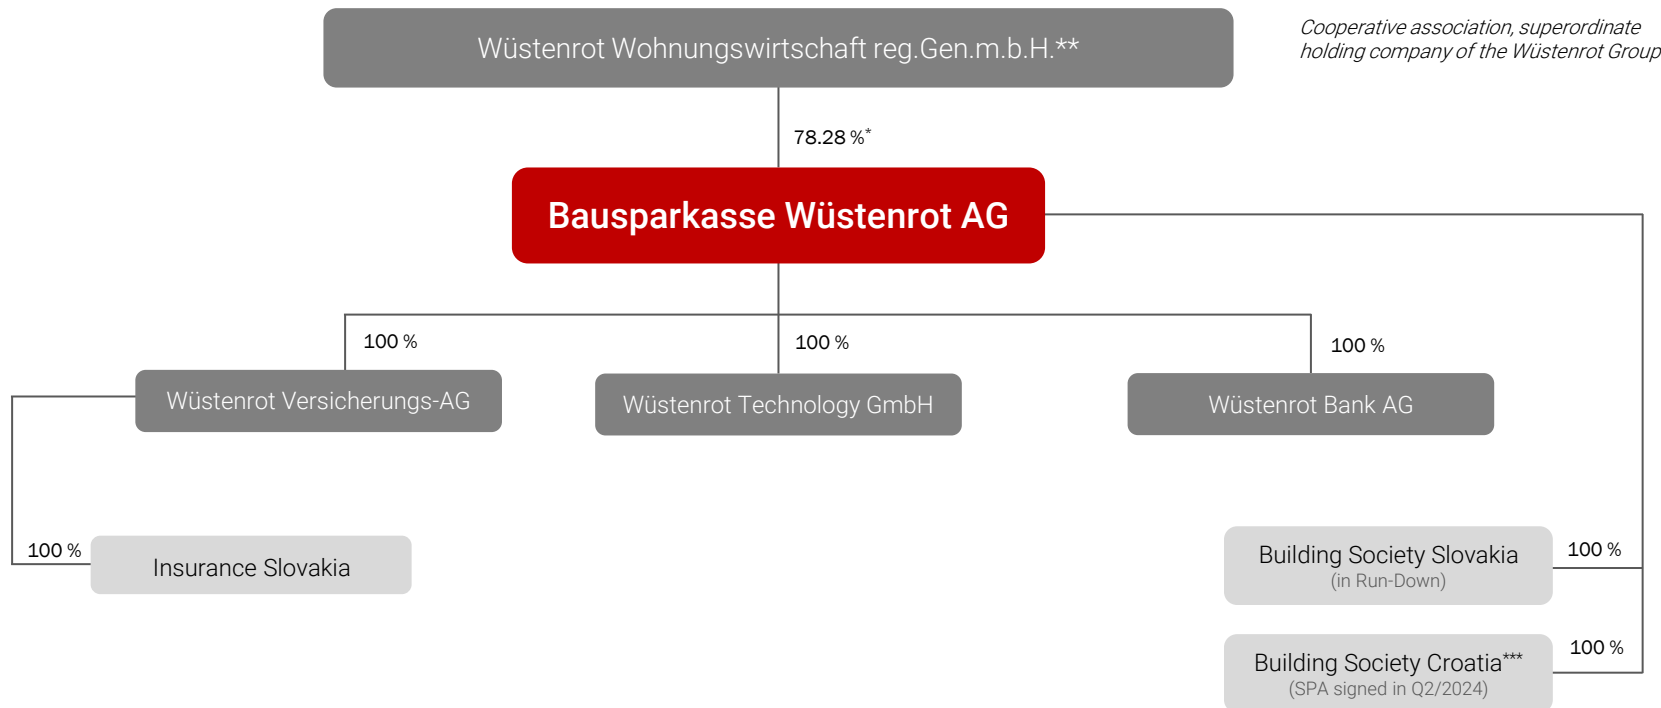 Wüstenrot Wohnungswirtschaft reg.Gen.m.b.H.**
Cooperative association, superordinate
holding company of the Wüstenrot Group
78.28 %*
Bausparkasse Wüstenrot AG
100 %
100 %
100 %
Wüstenrot Versicherungs-AG
Wüstenrot Technology GmbH
Wüstenrot Bank AG
100 %
Insurance Slovakia
Building Society Slovakia
(in Run-Down)
100 %
Building Society Croatia***
(SPA signed in Q2/2024)
100 %